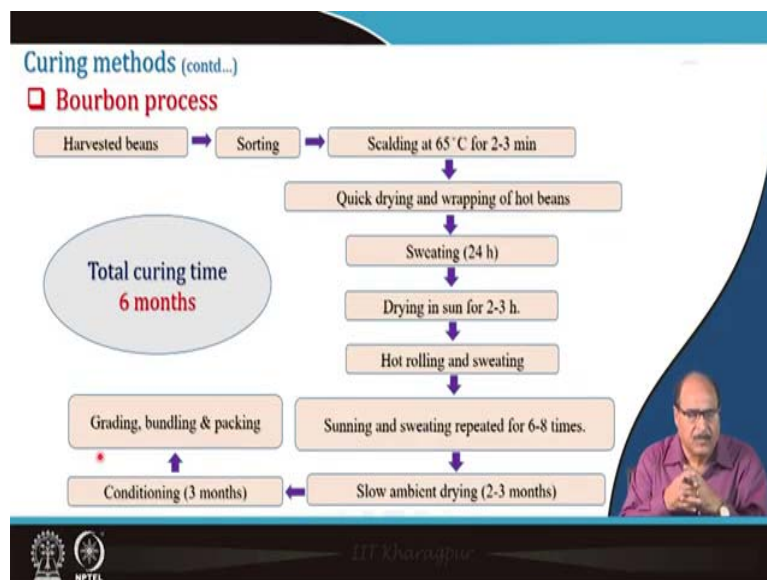 Curing methods (contd...)
❑ Bourbon process
Harvested beans
Sorting
Scalding at 65°C for 2-3 min
Quick drying and wrapping of hot beans
Sweating (24 h)
Total curing time
6 months
Drying in sun for 2-3 h.
Hot rolling and sweating
Sunning and sweating repeated for 6-8 times.
Slow ambient drying (2-3 months)
Conditioning (3 months)
Grading, bundling & packing
IIT Kharagpur
NPTEL